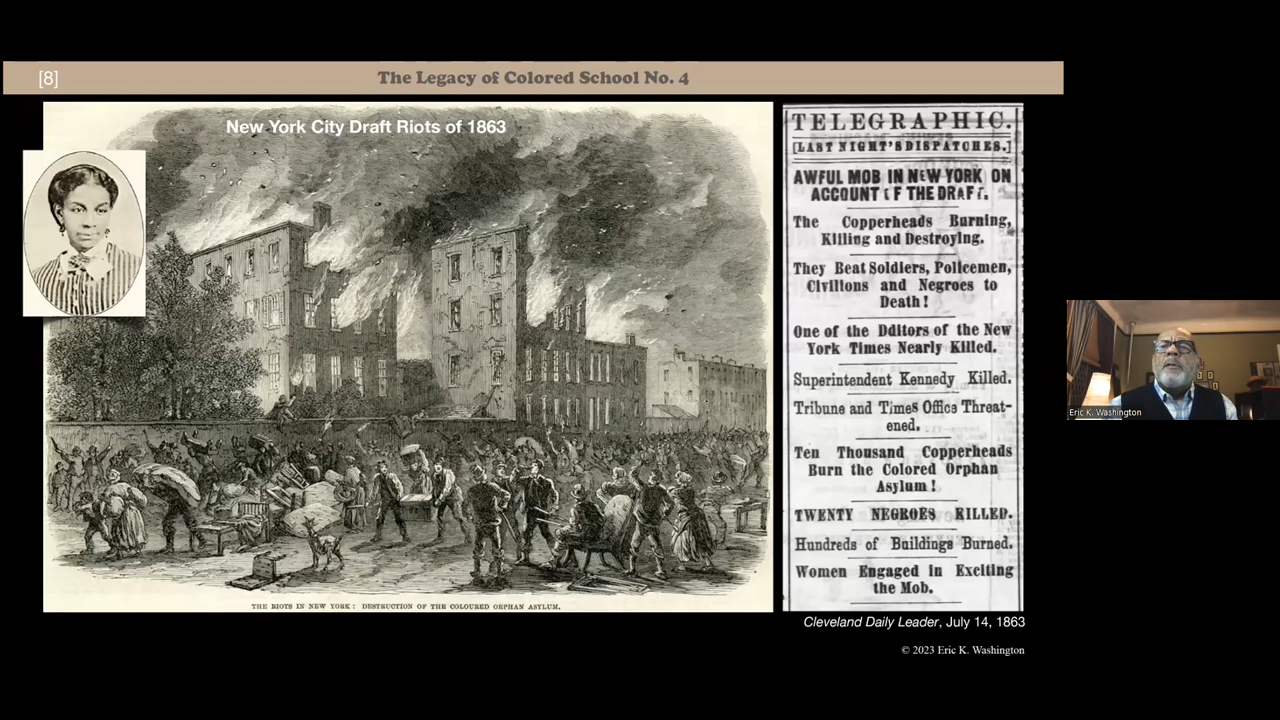 [8]
The Legacy of Colored School No. 4
New York City Draft Riots of 1863
THE RIOTS IN NEW YORK : DESTRUCTION OF THE COLOURED ORPHAN ASYLUM.
TELEGRAPHIC.
[LAST NIGHT'S DISPATCHES.]
AWFUL MOB IN NEW YORK ON
ACCOUNT OF THE DRAFT.
The Copperheads Burning,
Killing and Destroying.
They Beat Soldiers, Policemen,
Civilions and Negroes to
Death!
One of the Dditors of the New
York Times Nearly Killed.
Superintendent Kennedy Killed.
Tribune and Times Office Threat-
ened.
Ten Thousand Copperheads
Burn the Colored Orphan
Asylum!
TWENTY NEGROES KILLED.
Hundreds of Buildings Burned.
Women Engaged in Exciting
the Mob.
Cleveland Daily Leader, July 14, 1863
© 2023 Eric K. Washington
Eric K. Washington